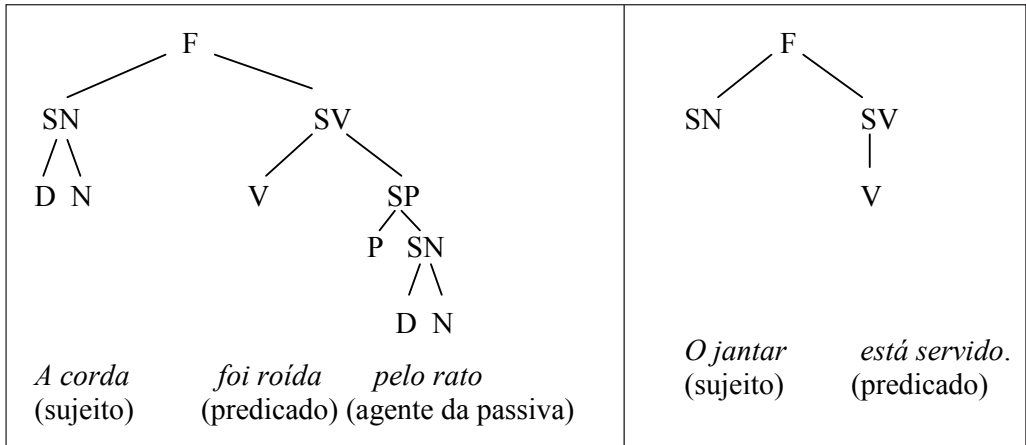 F
SN SV
D N V SP
P SN
D N
A corda foi roída pelo rato
(sujeito) (predicado) (agente da passiva)
F
SN SV
V
O jantar está servido.
(sujeito) (predicado)